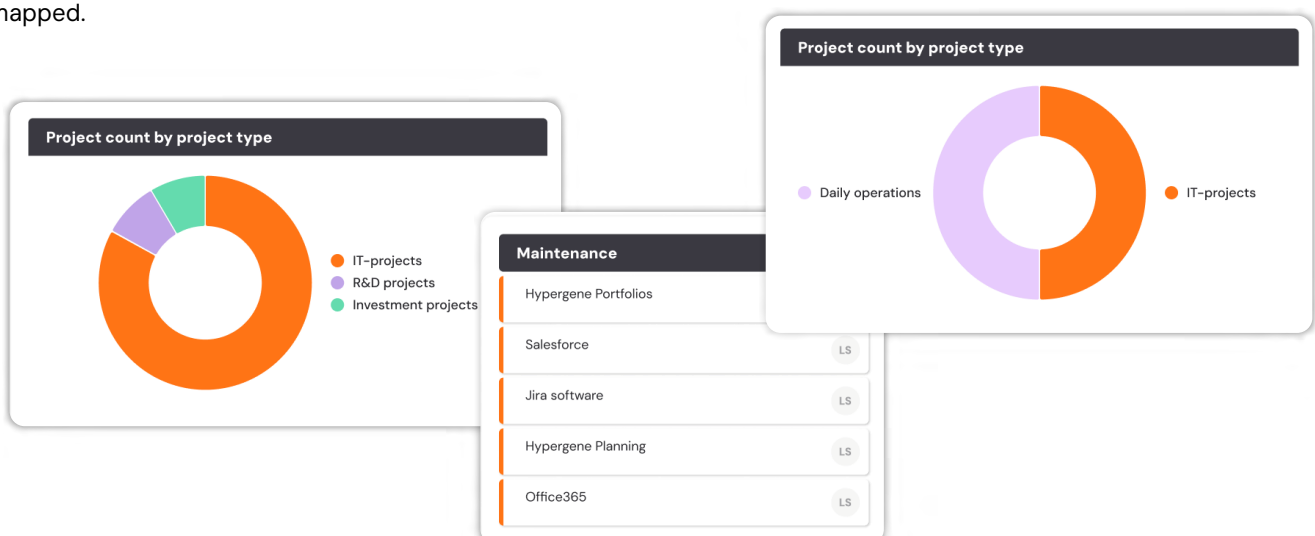 mapped.
Project count by project type
IT-projects
R&D projects
Investment projects
Maintenance
Hypergene Portfolios
Salesforce
LS
Jira software
LS
Hypergene Planning
LS
Office365
LS
Project count by project type
Daily operations
IT-projects